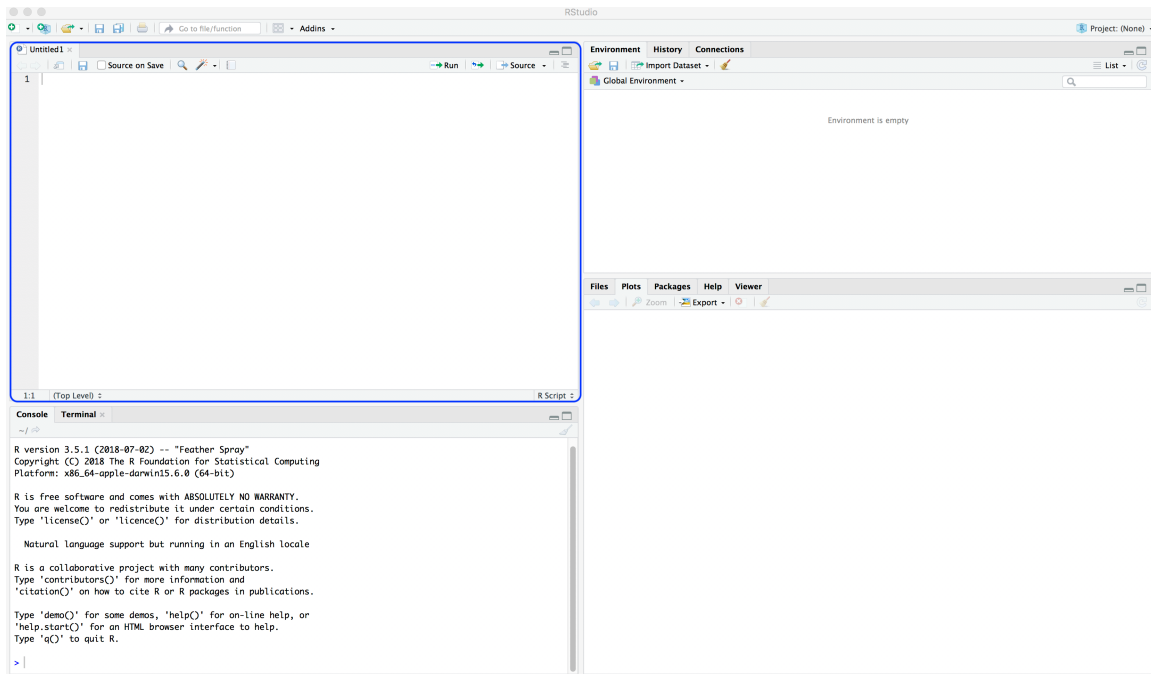 RStudio
Go to file/function
Addins
Project: (None)
Untitled1
Source on Save
Run
Source
1
1:1 (Top Level)
R Script
Console Terminal
~/
R version 3.5.1 (2018-07-02) -- "Feather Spray"
Copyright (C) 2018 The R Foundation for Statistical Computing
Platform: x86_64-apple-darwin15.6.0 (64-bit)
R is free software and comes with ABSOLUTELY NO WARRANTY.
You are welcome to redistribute it under certain conditions.
Type 'license()' or 'licence()' for distribution details.
Natural language support but running in an English locale
R is a collaborative project with many contributors.
Type 'contributors()' for more information and
'citation()' on how to cite R or R packages in publications.
Type 'demo()' for some demos, 'help()' for on-line help, or
'help.start()' for an HTML browser interface to help.
Type 'q()' to quit R.
>
Environment History Connections
Import Dataset
List
Global Environment
Environment is empty
Files Plots Packages Help Viewer
Zoom Export